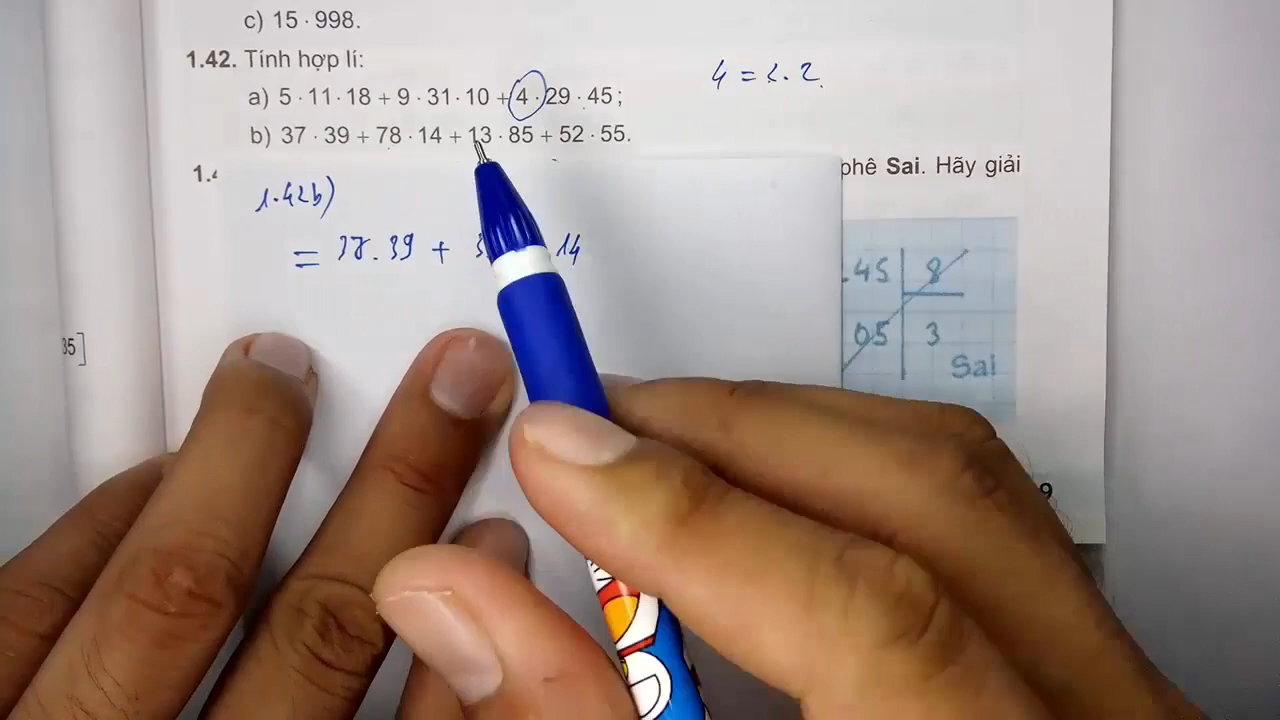 c) 15 · 998.
1.42. Tính hợp lí:
a) 5 · 11 · 18 + 9 · 31 · 10 + 4 · 29 · 45;
4 = 2.2
b) 37 · 39 + 78 · 14 + 13 · 85 + 52 · 55.
phê Sai. Hãy giải
1.42b)
= 37.39 + 14
45 8
05 3
Sai
35]
9